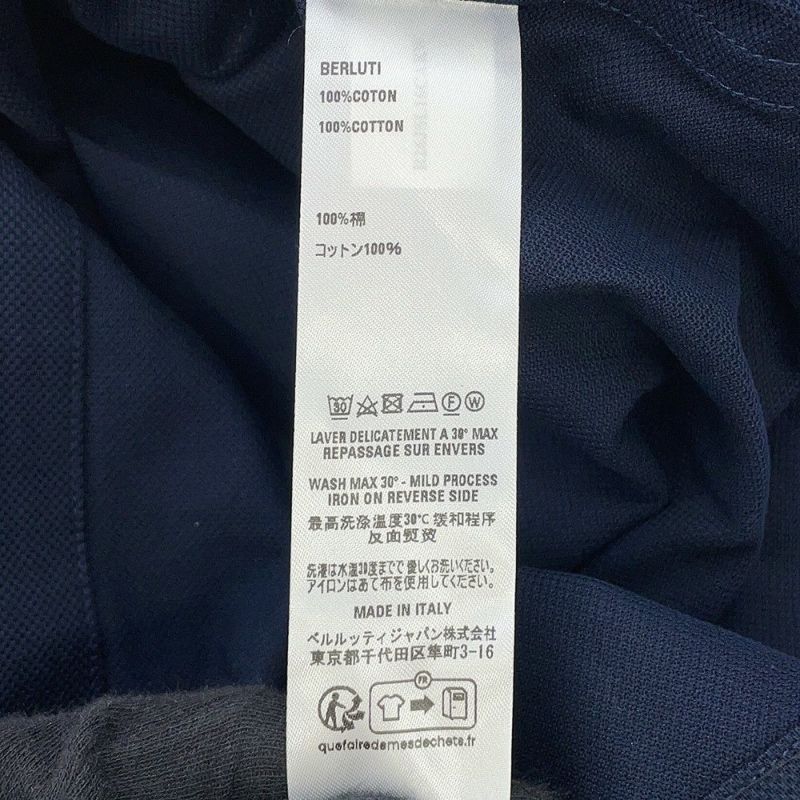 BERLUTI
100%COTON
100%COTTON
100%棉
コットン100%
30 F W
LAVER DELICATEMENT A 30° MAX
REPASSAGE SUR ENVERS
WASH MAX 30° - MILD PROCESS
IRON ON REVERSE SIDE
最高洗涤温度30℃ 缓和程序
反面熨烫
洗濯は水温30度までで 優しくお洗いください。
アイロンはあて布を使用してください。
MADE IN ITALY
ベルルッティジャパン株式会社
東京都千代田区隼町3-16
FR
quefairedemesdechets.fr